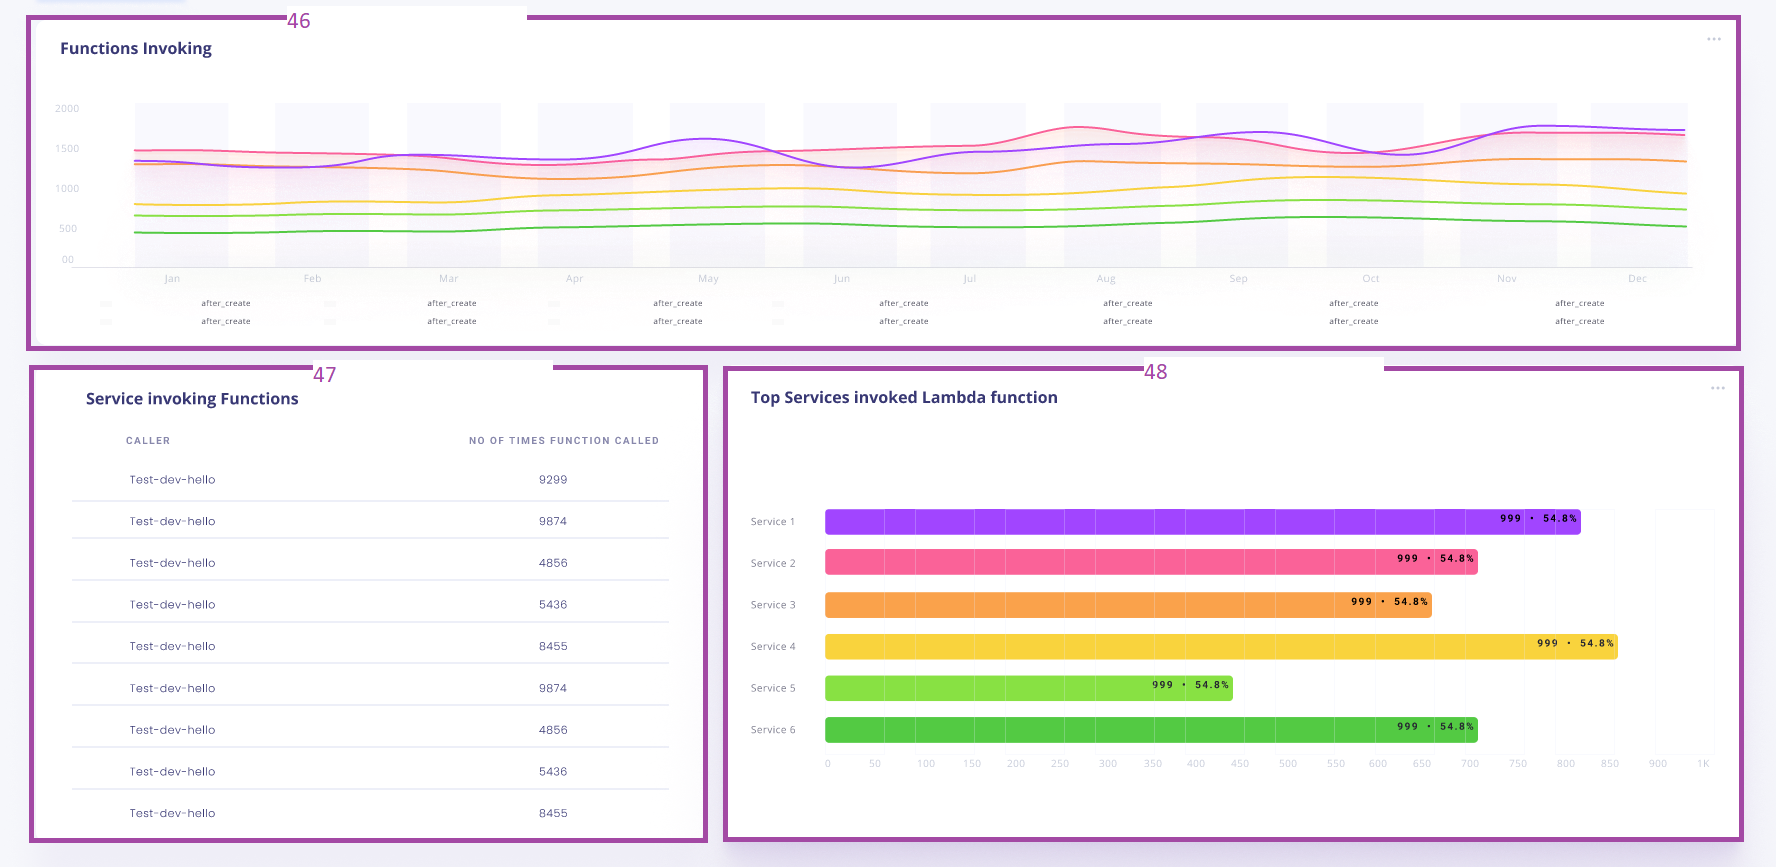 46
Functions Invoking
...
2000
1500
1000
500
00
Jan Feb Mar Apr May Jun Jul Aug Sep Oct Nov Dec
after_create after_create after_create after_create after_create after_create after_create
after_create after_create after_create after_create after_create after_create after_create
47
Service invoking Functions
CALLER NO OF TIMES FUNCTION CALLED
Test-dev-hello 9299
Test-dev-hello 9874
Test-dev-hello 4856
Test-dev-hello 5436
Test-dev-hello 8455
Test-dev-hello 9874
Test-dev-hello 4856
Test-dev-hello 5436
Test-dev-hello 8455
48
Top Services invoked Lambda function
...
Service 1 999 • 54.8%
Service 2 999 • 54.8%
Service 3 999 • 54.8%
Service 4 999 • 54.8%
Service 5 999 • 54.8%
Service 6 999 • 54.8%
0 50 100 150 200 250 300 350 400 450 500 550 600 650 700 750 800 850 900 1K